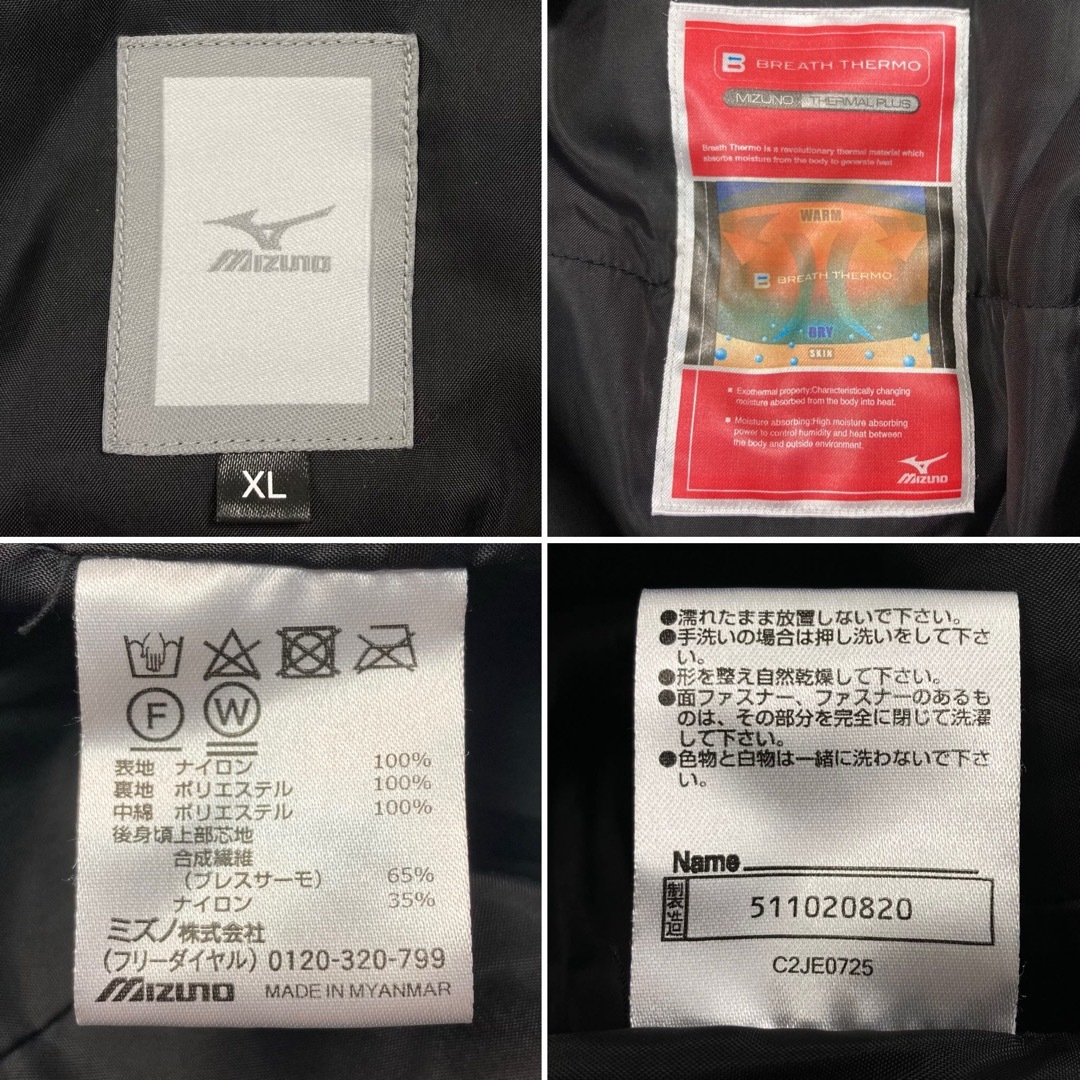 MIZUNO
XL
B BREATH THERMO
MIZUNO THERMAL PLUS
Breath Thermo is a revolutionary thermal material which
absorbs moisture from the body to generate heat
WARM
B BREATH THERMO
DRY
SKIN
■ Exothermal property:Characteristically changing
moisture absorbed from the body into heat.
■ Moisture absorbing:High moisture absorbing
power to control humidity and heat between
the body and outside environment.
MIZUNO
F W
表地 ナイロン 100%
裏地 ポリエステル 100%
中綿 ポリエステル 100%
後身頃上部芯地
合成繊維
(ブレスサーモ) 65%
ナイロン 35%
ミズノ株式会社
(フリーダイヤル) 0120-320-799
MIZUNO MADE IN MYANMAR
●濡れたまま放置しないで下さい。
●手洗いの場合は押し洗いをして下さ
い。
●形を整え自然乾燥して下さい。
●面ファスナー、ファスナーのあるも
のは、その部分を完全に閉じて洗濯
して下さい。
●色物と白物は一緒に洗わないで下さ
い。
Name
製造 511020820
C2JE0725